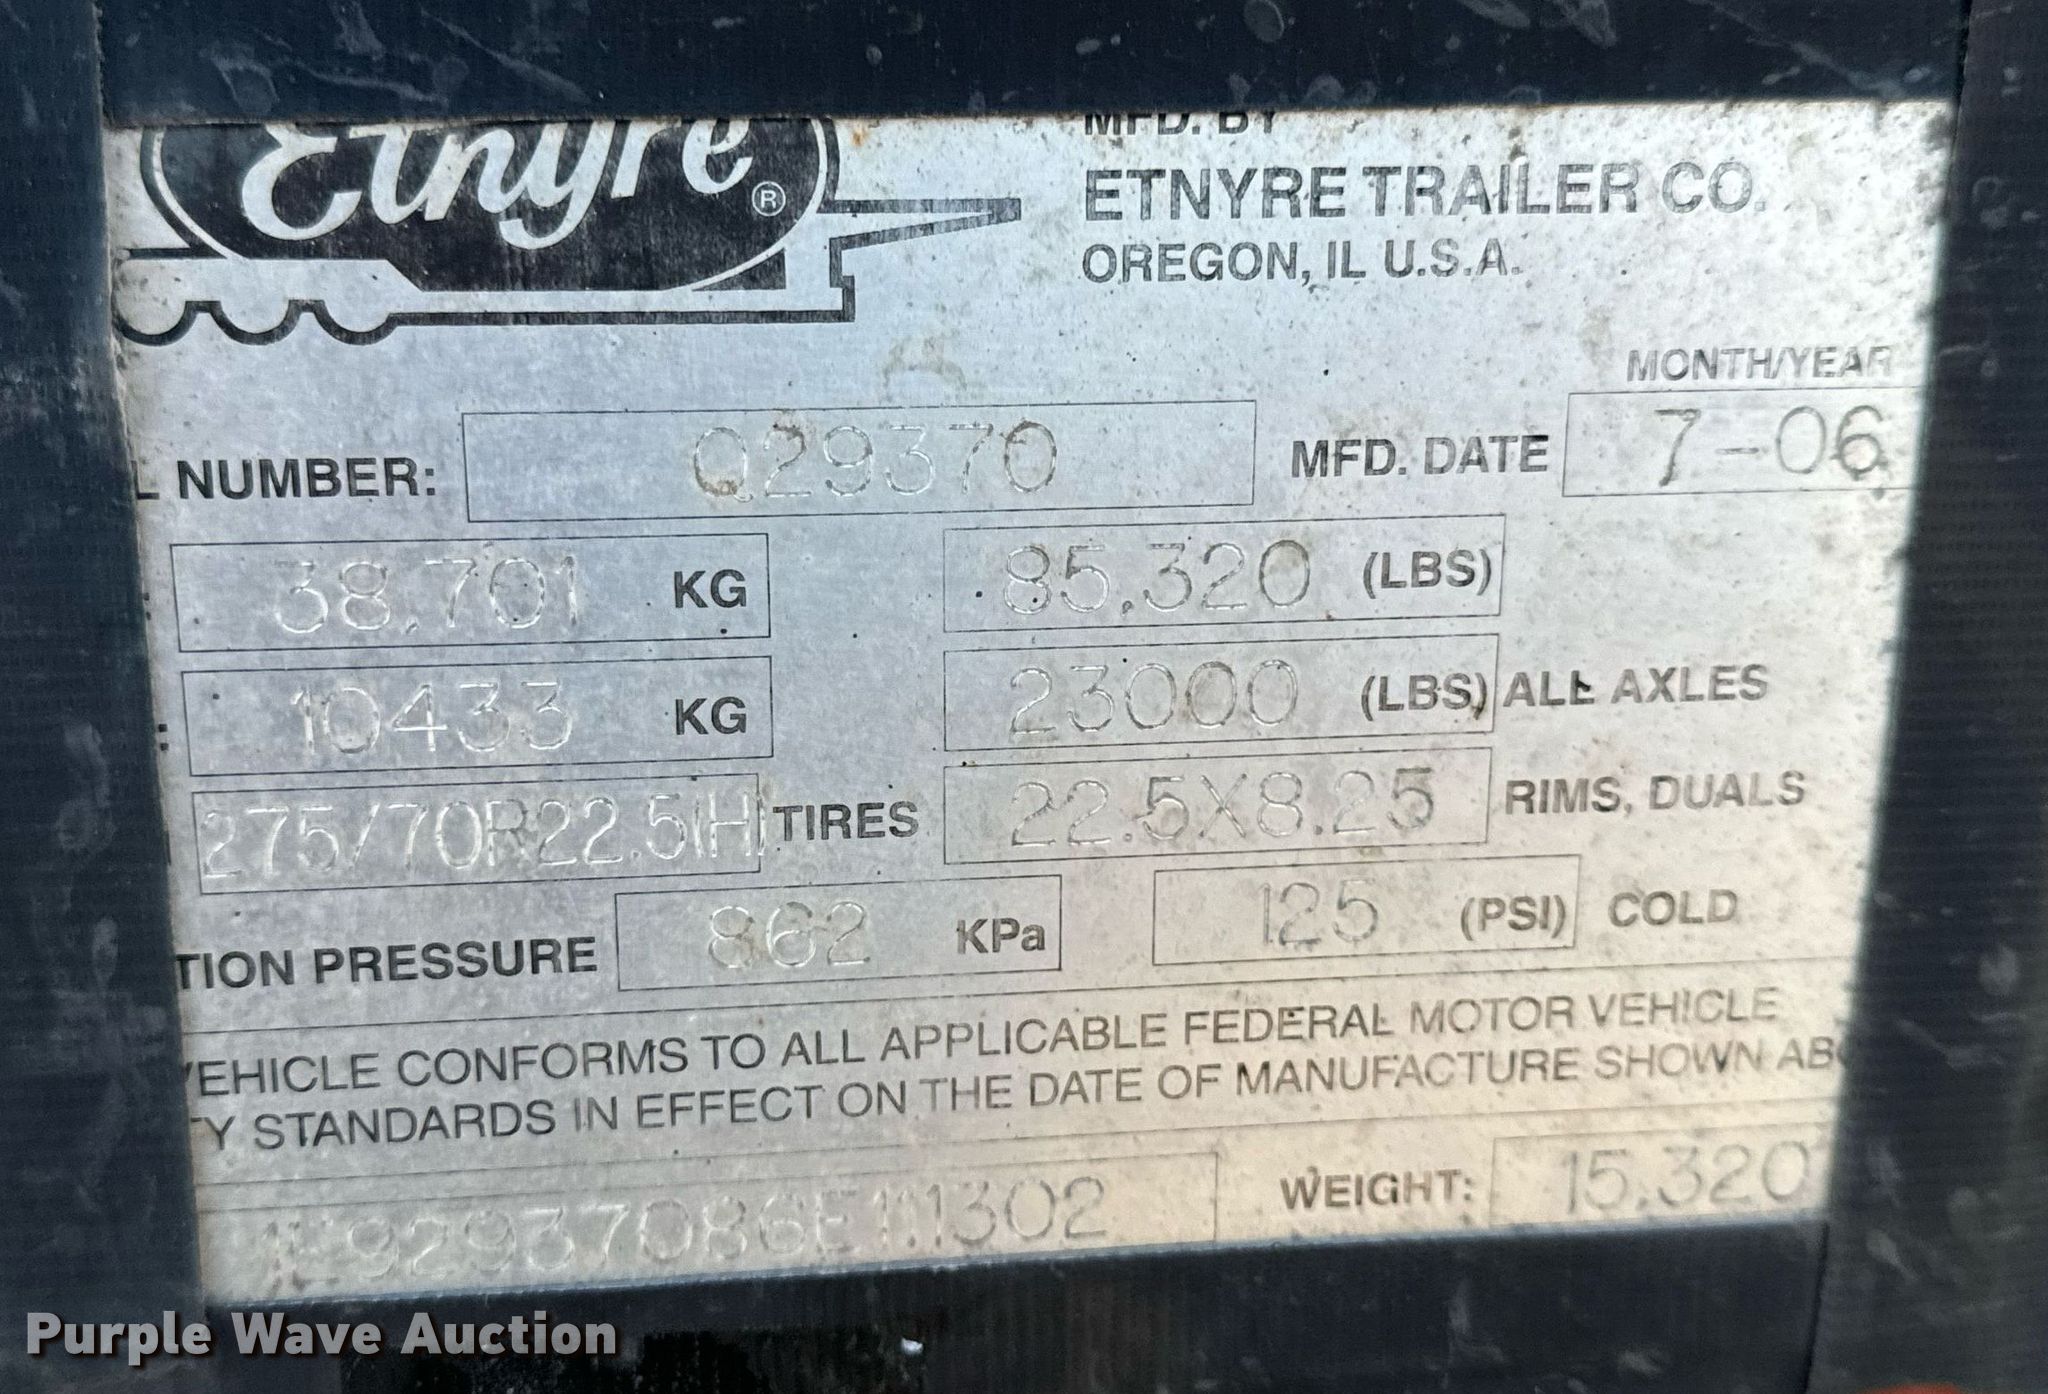 Etnyre ®
MFD. BY
ETNYRE TRAILER CO.
OREGON, IL U.S.A.
MONTH/YEAR
L NUMBER: Q29370 MFD. DATE 7-06
38,701 KG 85,320 (LBS)
: 10433 KG 23000 (LBS) ALL AXLES
275/70R22.5(H) TIRES 22.5X8.25 RIMS, DUALS
TION PRESSURE 862 KPa 125 (PSI) COLD
VEHICLE CONFORMS TO ALL APPLICABLE FEDERAL MOTOR VEHICLE
TY STANDARDS IN EFFECT ON THE DATE OF MANUFACTURE SHOWN ABO
1E92937086E111302 WEIGHT: 15,320
Purple Wave Auction